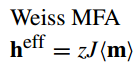 Weiss MFA
h^eff = zJ⟨m⟩